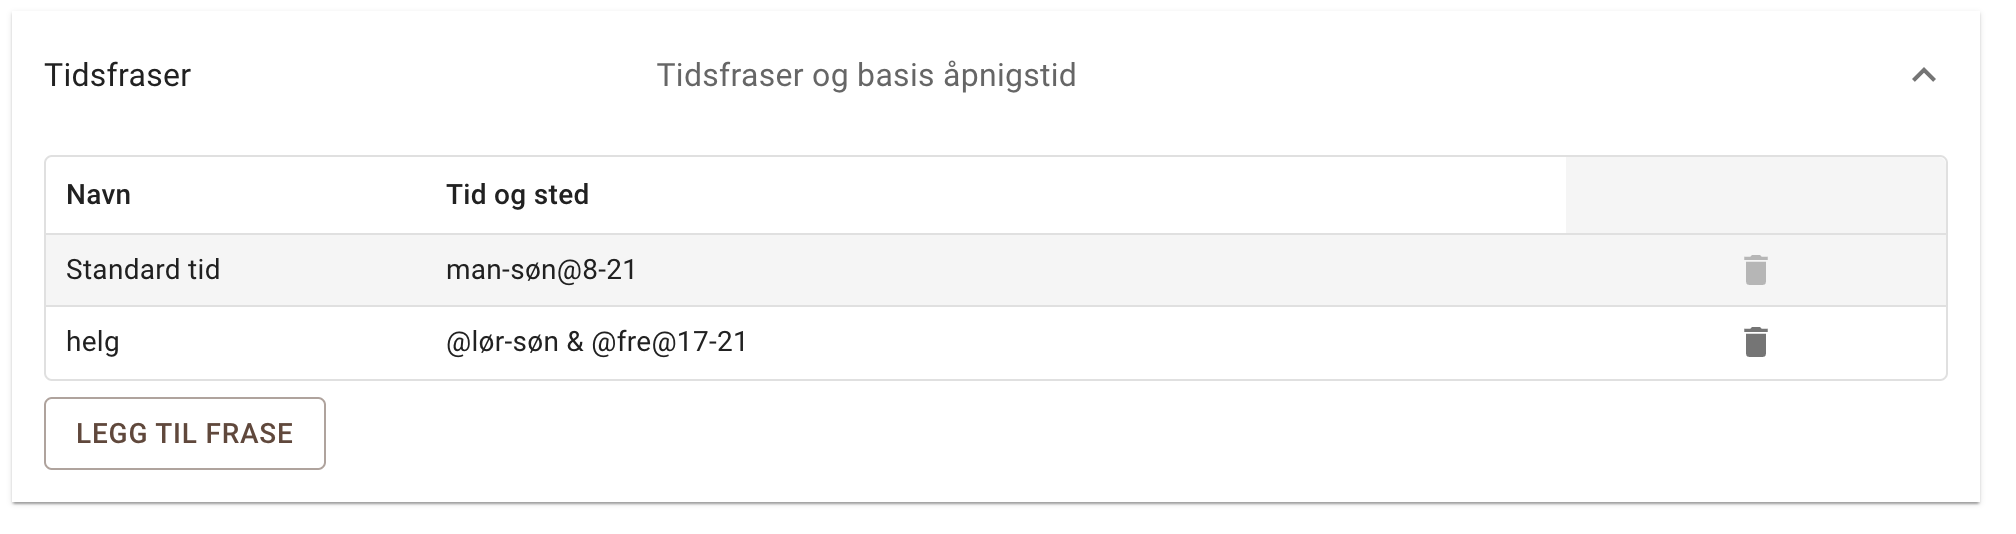 Tidsfraser Tidsfraser og basis åpnigstid
Navn Tid og sted
Standard tid man-søn@8-21
helg @lør-søn & @fre@17-21
LEGG TIL FRASE